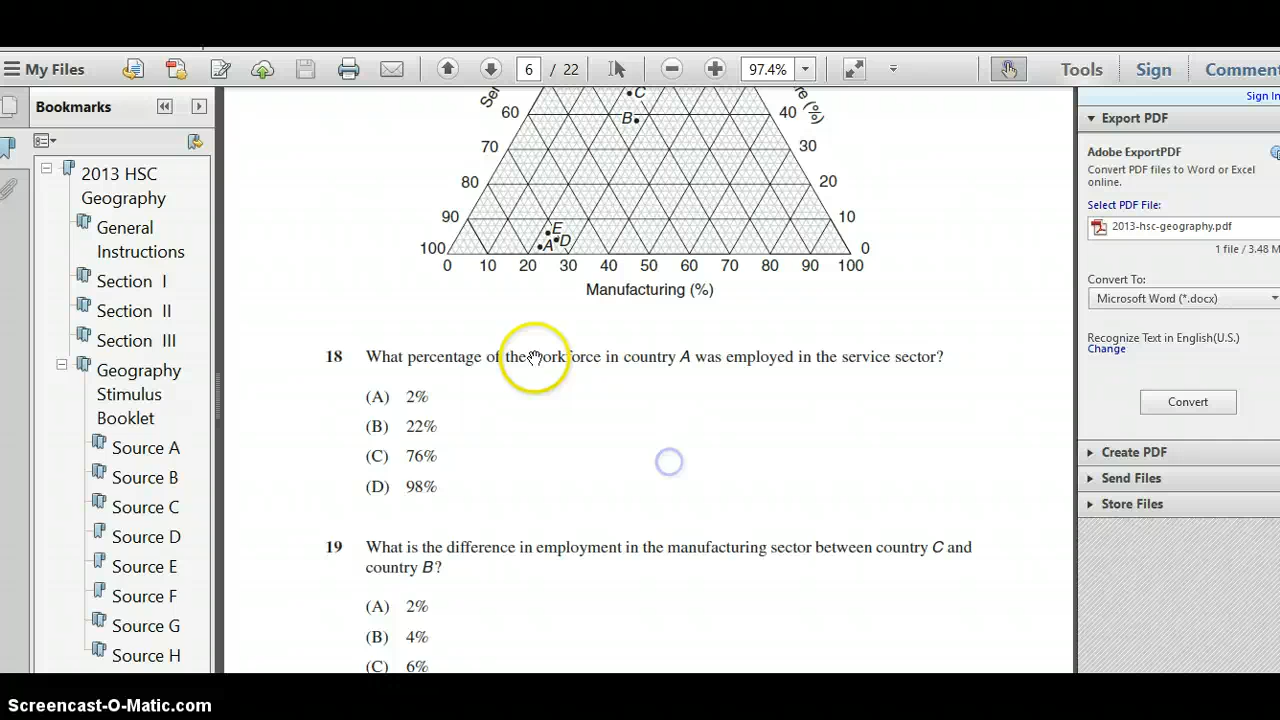 My Files
6 / 22
97.4%
Tools
Sign
Comment
Sign In
Bookmarks
2013 HSC
Geography
General
Instructions
Section I
Section II
Section III
Geography
Stimulus
Booklet
Source A
Source B
Source C
Source D
Source E
Source F
Source G
Source H
C
60
B
40
(%)
70
30
80
20
90
E
10
A
D
100
0
0 10 20 30 40 50 60 70 80 90 100
Manufacturing (%)
18 What percentage of the workforce in country A was employed in the service sector?
(A) 2%
(B) 22%
(C) 76%
(D) 98%
19 What is the difference in employment in the manufacturing sector between country C and
country B?
(A) 2%
(B) 4%
(C) 6%
Export PDF
Adobe ExportPDF
Convert PDF files to Word or Excel
online.
Select PDF File:
2013-hsc-geography.pdf
1 file / 3.48 M
Convert To:
Microsoft Word (*.docx)
Recognize Text in English(U.S.)
Change
Convert
Create PDF
Send Files
Store Files
Screencast-O-Matic.com